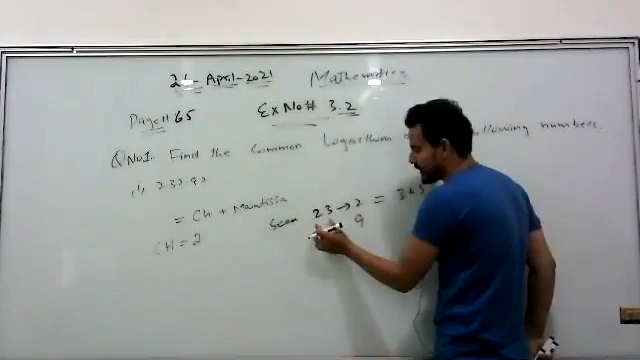 21-April-2021 Mathematics
Page# 65 Ex No# 3.2
QNo1. Find the Common Logarithm following numbers.
(i) 232.92
= CH + Mantissa
CH = 2
23 → 2 =
9